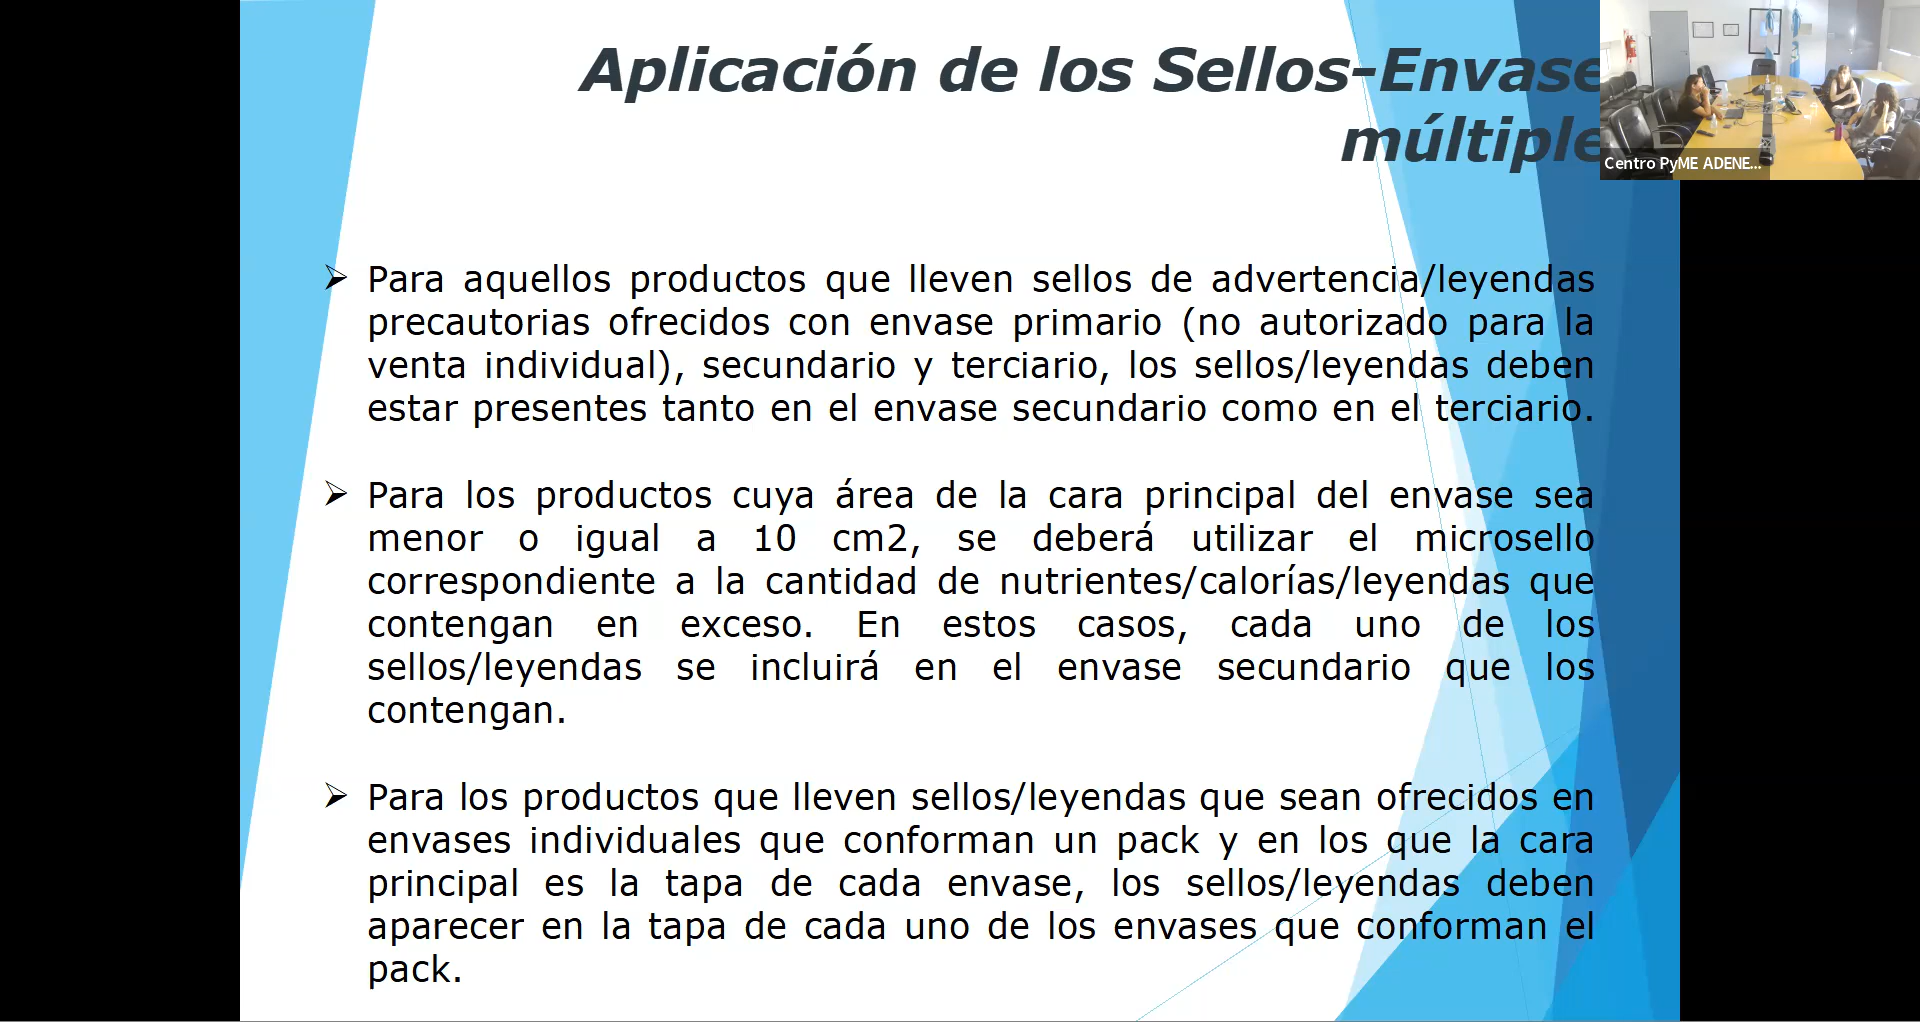 Aplicación de los Sellos-Envase
múltiple
Para aquellos productos que lleven sellos de advertencia/leyendas
precautorias ofrecidos con envase primario (no autorizado para la
venta individual), secundario y terciario, los sellos/leyendas deben
estar presentes tanto en el envase secundario como en el terciario.
Para los productos cuya área de la cara principal del envase sea
menor o igual a 10 cm2, se deberá utilizar el microsello
correspondiente a la cantidad de nutrientes/calorías/leyendas que
contengan en exceso. En estos casos, cada uno de los
sellos/leyendas se incluirá en el envase secundario que los
contengan.
Para los productos que lleven sellos/leyendas que sean ofrecidos en
envases individuales que conforman un pack y en los que la cara
principal es la tapa de cada envase, los sellos/leyendas deben
aparecer en la tapa de cada uno de los envases que conforman el
pack.
Centro PyME ADENE...